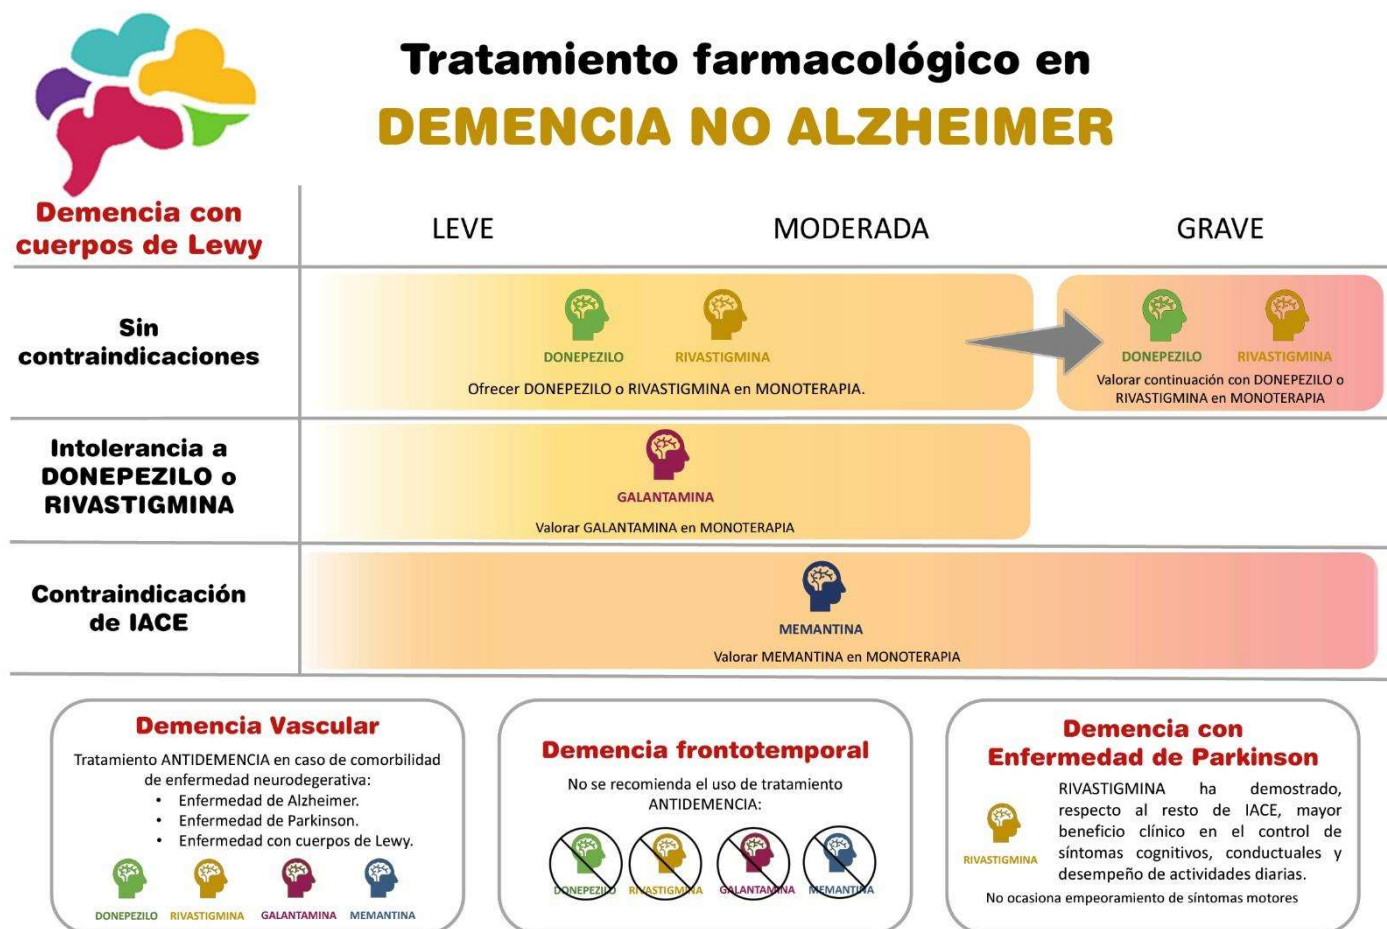 Tratamiento farmacológico en
DEMENCIA NO ALZHEIMER
Demencia con
cuerpos de Lewy
LEVE
MODERADA
GRAVE
Sin
contraindicaciones
DONEPEZILO
RIVASTIGMINA
Ofrecer DONEPEZILO o RIVASTIGMINA en MONOTERAPIA.
DONEPEZILO
RIVASTIGMINA
Valorar continuación con DONEPEZILO o
RIVASTIGMINA en MONOTERAPIA
Intolerancia a
DONEPEZILO o
RIVASTIGMINA
GALANTAMINA
Valorar GALANTAMINA en MONOTERAPIA
Contraindicación
de IACE
MEMANTINA
Valorar MEMANTINA en MONOTERAPIA
Demencia Vascular
Tratamiento ANTIDEMENCIA en caso de comorbilidad
de enfermedad neurodegerativa:
• Enfermedad de Alzheimer.
• Enfermedad de Parkinson.
• Enfermedad con cuerpos de Lewy.
DONEPEZILO
RIVASTIGMINA
GALANTAMINA
MEMANTINA
Demencia frontotemporal
No se recomienda el uso de tratamiento
ANTIDEMENCIA:
DONEPEZILO
RIVASTIGMINA
GALANTAMINA
MEMANTINA
Demencia con
Enfermedad de Parkinson
RIVASTIGMINA
RIVASTIGMINA ha demostrado,
respecto al resto de IACE, mayor
beneficio clínico en el control de
síntomas cognitivos, conductuales y
desempeño de actividades diarias.
No ocasiona empeoramiento de síntomas motores